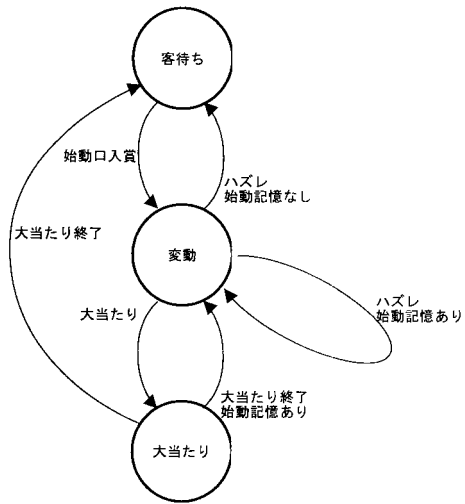 客待ち
始動口入賞
ハズレ
始動記憶なし
大当たり終了
変動
大当たり
ハズレ
始動記憶あり
大当たり終了
始動記憶あり
大当たり